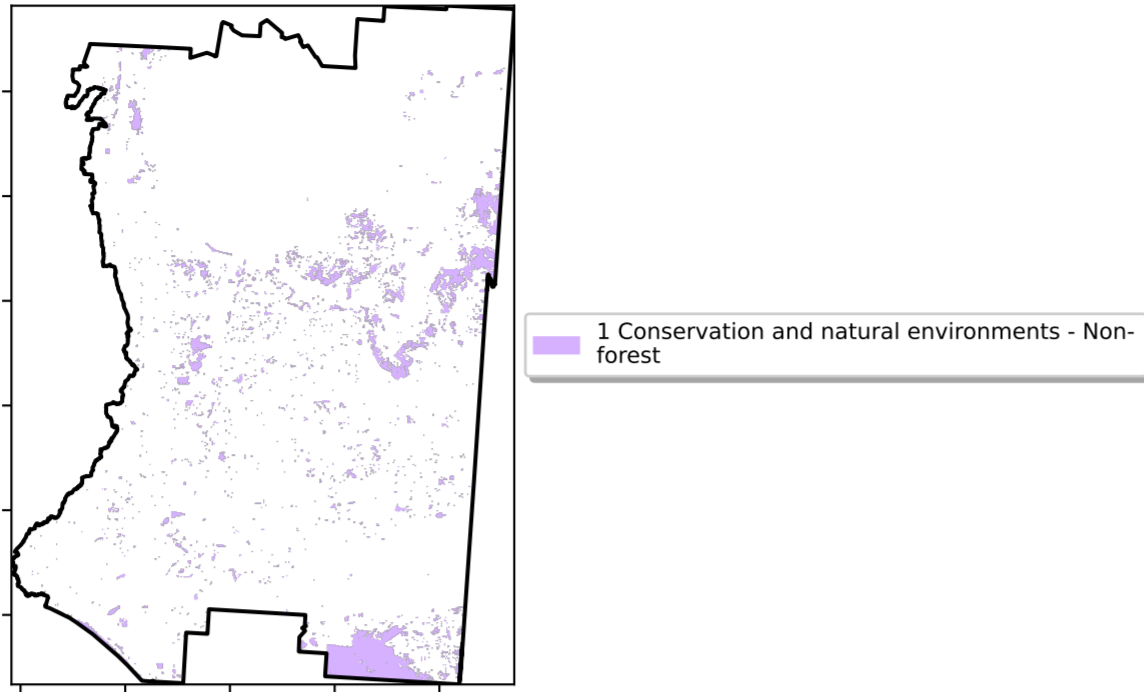 1 Conservation and natural environments - Non-
forest